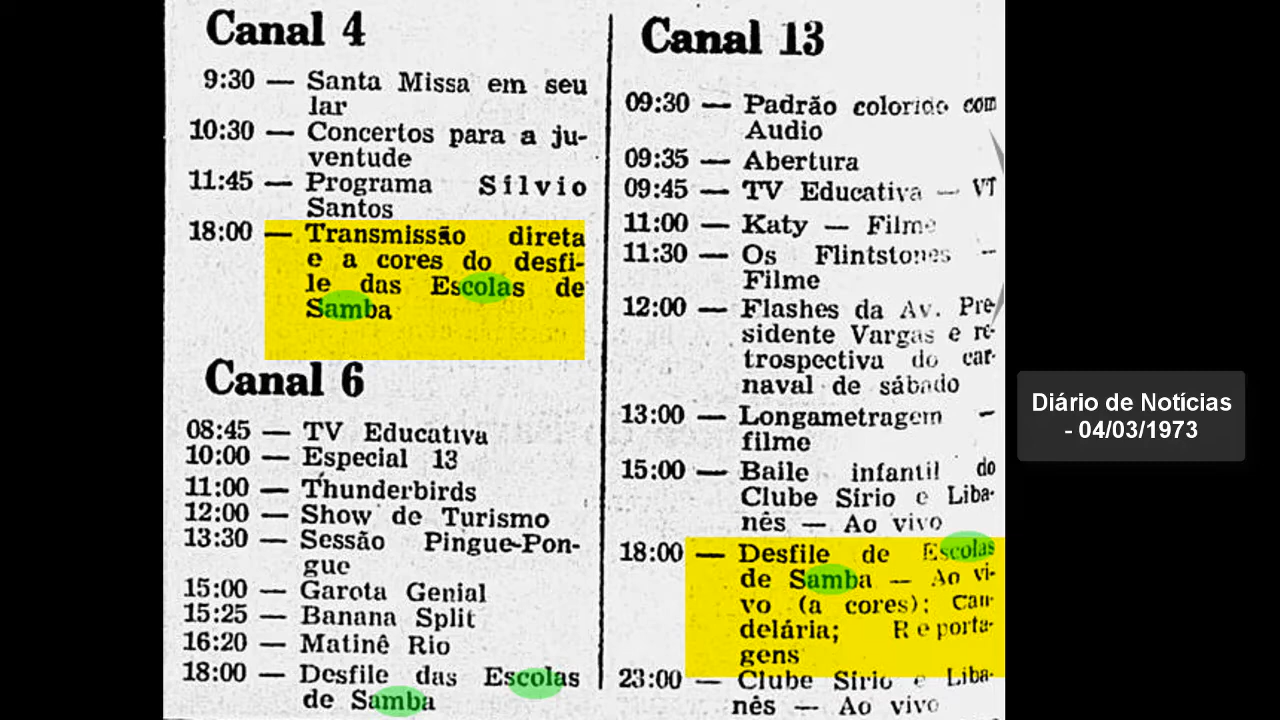 Canal 4
9:30 — Santa Missa em seu
lar
10:30 — Concertos para a ju-
ventude
11:45 — Programa Sílvio
Santos
18:00 — Transmissão direta
e a cores do desfi-
le das Escolas de
Samba
Canal 6
08:45 — TV Educativa
10:00 — Especial 13
11:00 — Thunderbirds
12:00 — Show de Turismo
13:30 — Sessão Pingue-Pon-
gue
15:00 — Garota Genial
15:25 — Banana Split
16:20 — Matinê Rio
18:00 — Desfile das Escolas
de Samba
Canal 13
09:30 — Padrão colorido com
Audio
09:35 — Abertura
09:45 — TV Educativa — VT
11:00 — Katy — Filme
11:30 — Os Flintstones —
Filme
12:00 — Flashes da Av. Pre-
sidente Vargas e re-
trospectiva do car-
naval de sábado
13:00 — Longametragem —
filme
15:00 — Baile infantil do
Clube Sírio e Liba-
nês — Ao vivo
18:00 — Desfile de Escolas
de Samba — Ao vi-
vo (a cores); Can-
delária; Reporta-
gens
23:00 — Clube Sírio e Liba-
nês — Ao vivo
Diário de Notícias
- 04/03/1973